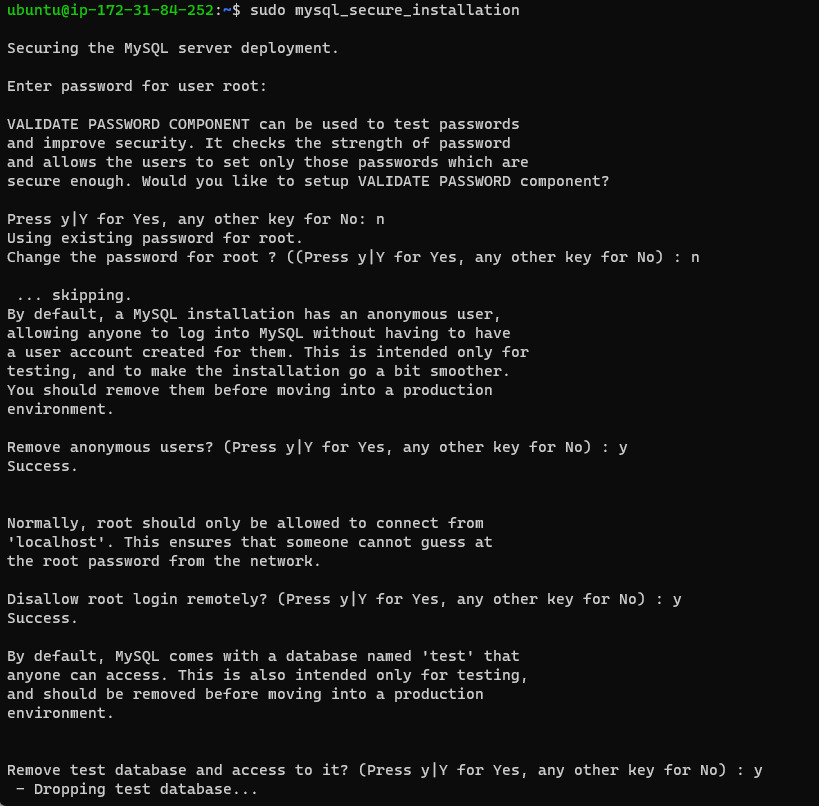 ubuntu@ip-172-31-84-252:~$ sudo mysql_secure_installation
Securing the MySQL server deployment.
Enter password for user root:
VALIDATE PASSWORD COMPONENT can be used to test passwords
and improve security. It checks the strength of password
and allows the users to set only those passwords which are
secure enough. Would you like to setup VALIDATE PASSWORD component?
Press y|Y for Yes, any other key for No: n
Using existing password for root.
Change the password for root ? ((Press y|Y for Yes, any other key for No) : n
... skipping.
By default, a MySQL installation has an anonymous user,
allowing anyone to log into MySQL without having to have
a user account created for them. This is intended only for
testing, and to make the installation go a bit smoother.
You should remove them before moving into a production
environment.
Remove anonymous users? (Press y|Y for Yes, any other key for No) : y
Success.
Normally, root should only be allowed to connect from
'localhost'. This ensures that someone cannot guess at
the root password from the network.
Disallow root login remotely? (Press y|Y for Yes, any other key for No) : y
Success.
By default, MySQL comes with a database named 'test' that
anyone can access. This is also intended only for testing,
and should be removed before moving into a production
environment.
Remove test database and access to it? (Press y|Y for Yes, any other key for No) : y
- Dropping test database...